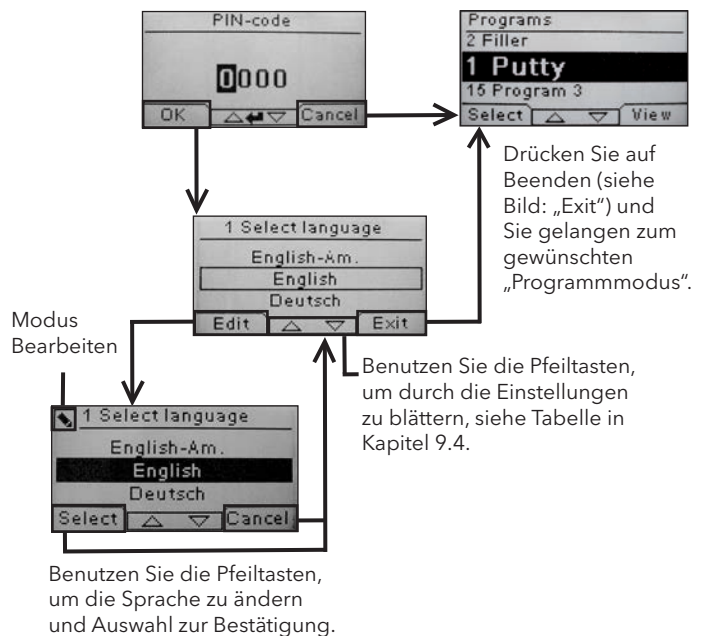 PIN-code
0000
OK Cancel
Programs
2 Filler
1 Putty
15 Program 3
Select View
Drücken Sie auf
Beenden (siehe
Bild: „Exit“) und
Sie gelangen zum
gewünschten
„Programmmodus“.
1 Select language
English-Am.
English
Deutsch
Edit Exit
Modus
Bearbeiten
Benutzen Sie die Pfeiltasten,
um durch die Einstellungen
zu blättern, siehe Tabelle in
Kapitel 9.4.
1 Select language
English-Am.
English
Deutsch
Select Cancel
Benutzen Sie die Pfeiltasten,
um die Sprache zu ändern
und Auswahl zur Bestätigung.